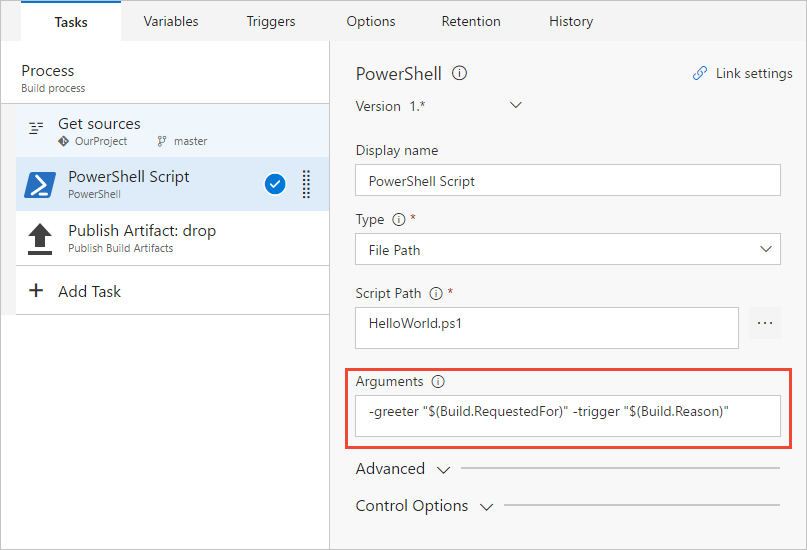 Tasks Variables Triggers Options Retention History
Process
Build process
Get sources
OurProject master
PowerShell Script
PowerShell
Publish Artifact: drop
Publish Build Artifacts
Add Task
PowerShell Link settings
Version 1.*
Display name
PowerShell Script
Type *
File Path
Script Path *
HelloWorld.ps1
Arguments
-greeter "$(Build.RequestedFor)" -trigger "$(Build.Reason)"
Advanced
Control Options